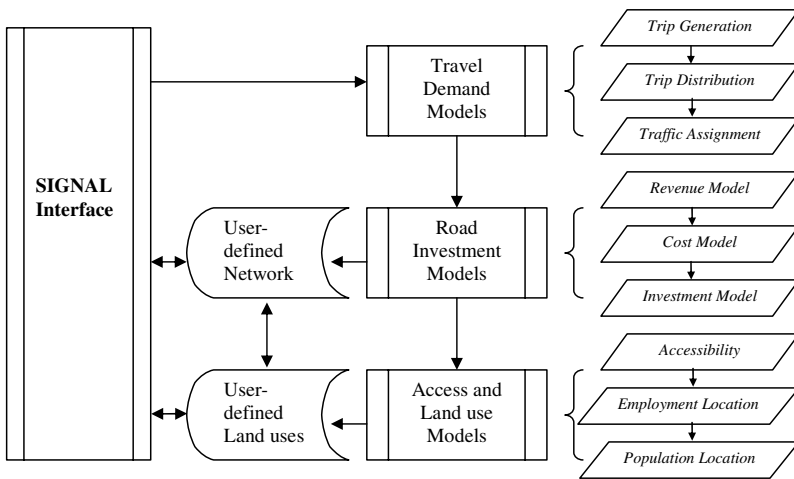 SIGNAL
Interface
Travel
Demand
Models
Trip Generation
Trip Distribution
Traffic Assignment
User-
defined
Network
Road
Investment
Models
Revenue Model
Cost Model
Investment Model
User-
defined
Land uses
Access and
Land use
Models
Accessibility
Employment Location
Population Location